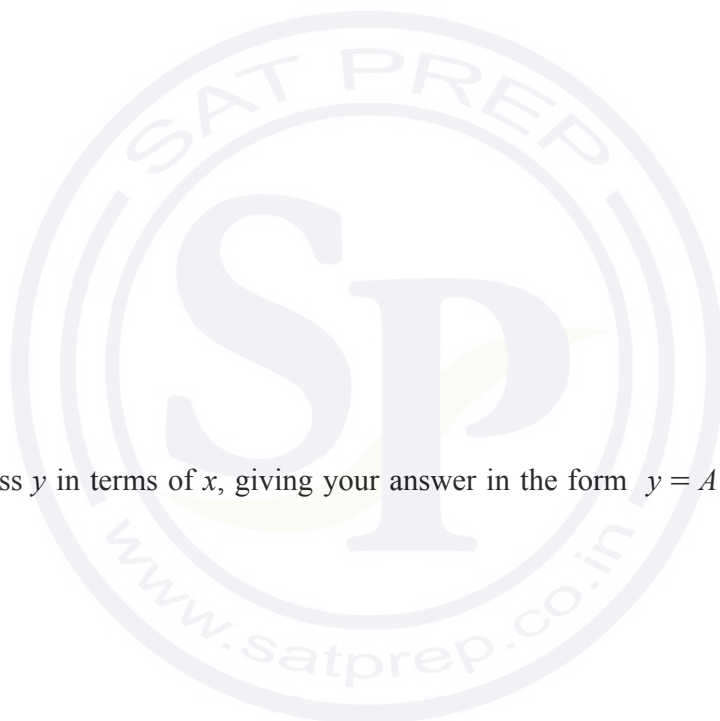 SAT PREP
SP
ss y in terms of x, giving your answer in the form y = A
www.satprep.co.in